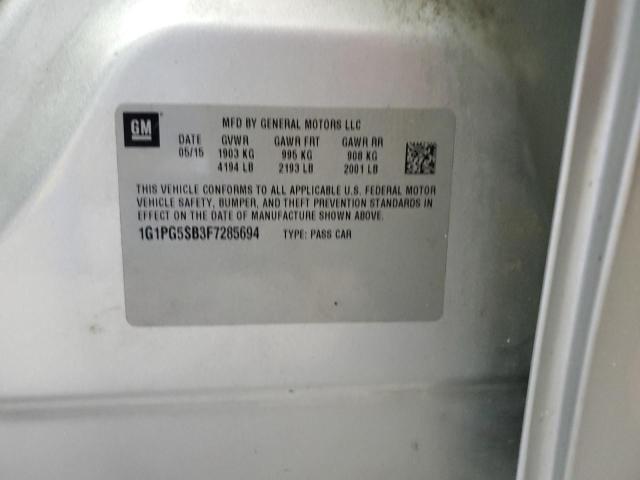 GM
MFD BY GENERAL MOTORS LLC
DATE GVWR GAWR FRT GAWR RR
05/15 1903 KG 995 KG 908 KG
4194 LB 2193 LB 2001 LB
THIS VEHICLE CONFORMS TO ALL APPLICABLE U.S. FEDERAL MOTOR
VEHICLE SAFETY, BUMPER, AND THEFT PREVENTION STANDARDS IN
EFFECT ON THE DATE OF MANUFACTURE SHOWN ABOVE.
1G1PG5SB3F7285694 TYPE: PASS CAR